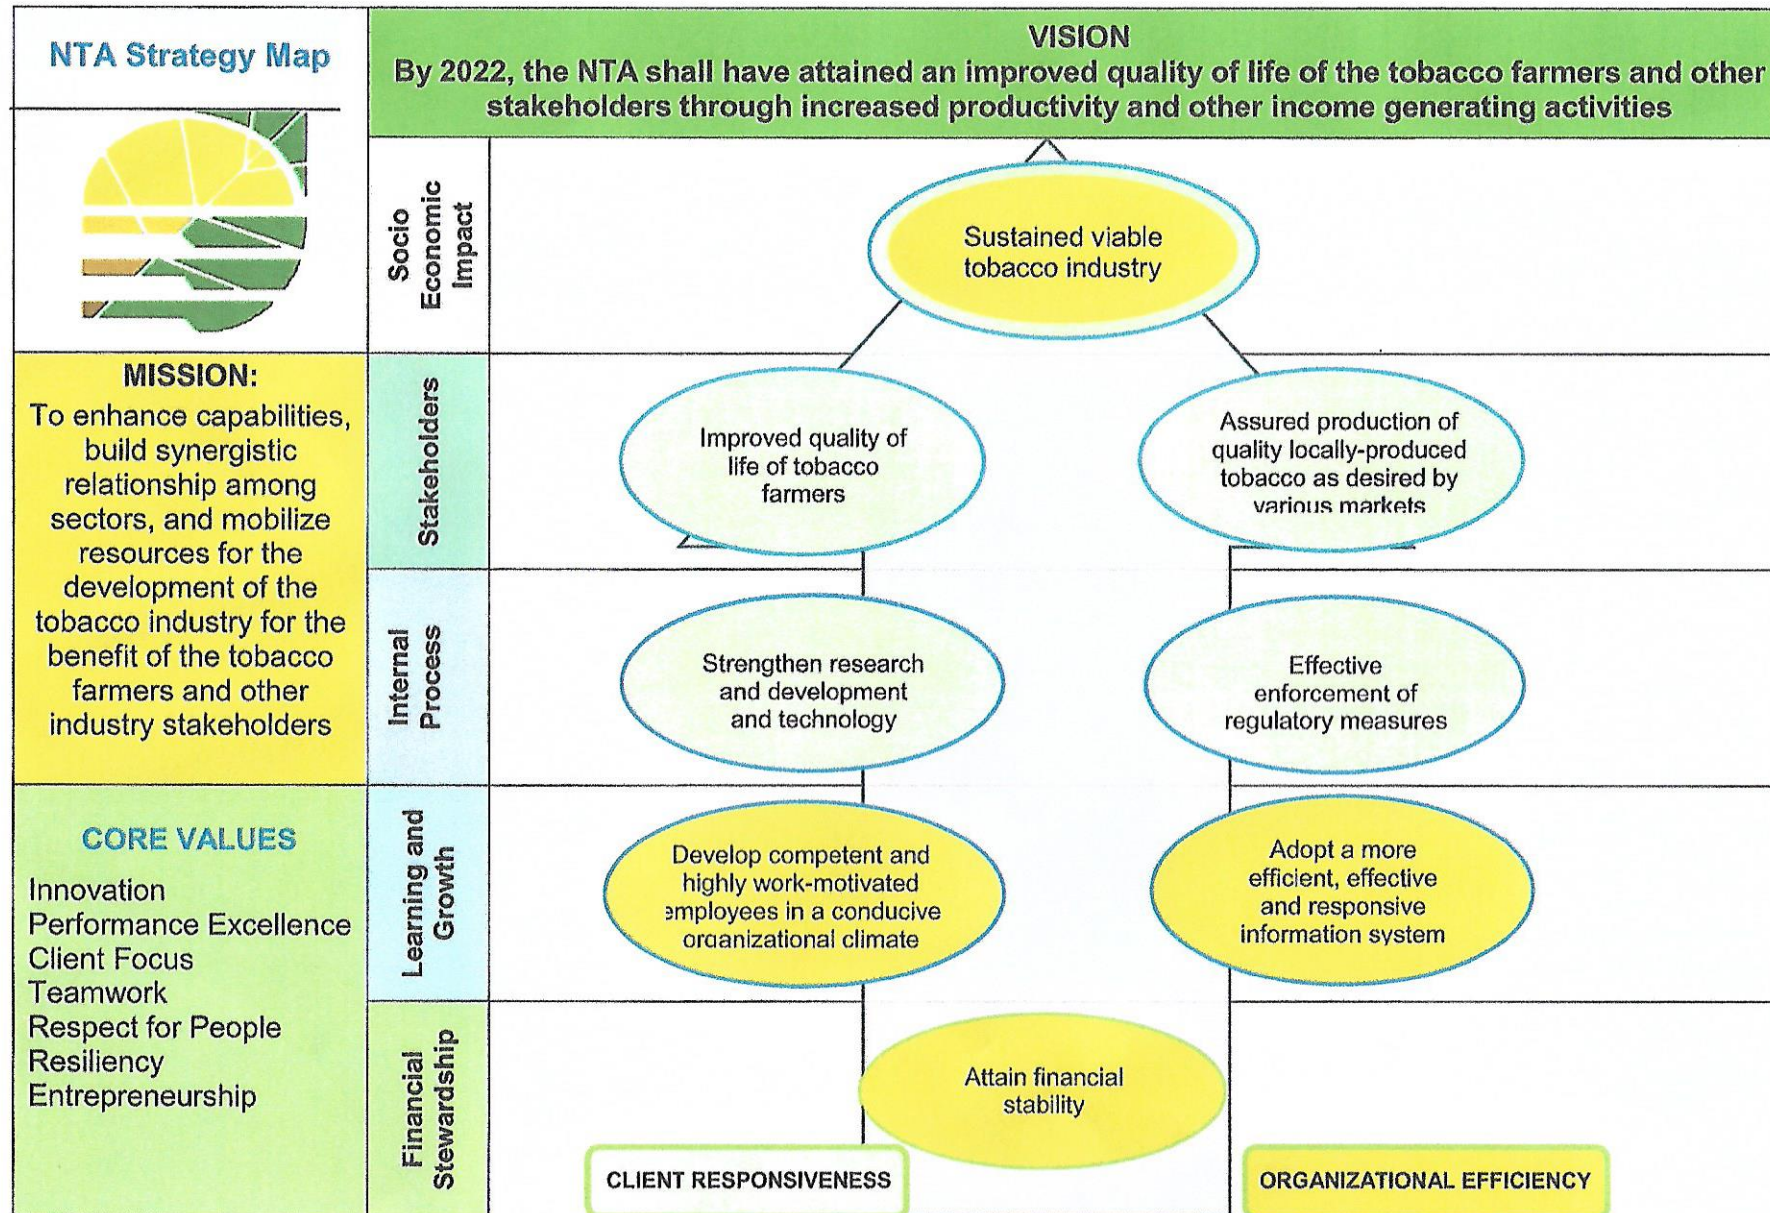 NTA Strategy Map
VISION
By 2022, the NTA shall have attained an improved quality of life of the tobacco farmers and other
stakeholders through increased productivity and other income generating activities
Socio
Economic
Impact
Sustained viable
tobacco industry
MISSION:
To enhance capabilities,
build synergistic
relationship among
sectors, and mobilize
resources for the
development of the
tobacco industry for the
benefit of the tobacco
farmers and other
industry stakeholders
Stakeholders
Improved quality of
life of tobacco
farmers
Assured production of
quality locally-produced
tobacco as desired by
various markets
Internal
Process
Strengthen research
and development
and technology
Effective
enforcement of
regulatory measures
CORE VALUES
Innovation
Performance Excellence
Client Focus
Teamwork
Respect for People
Resiliency
Entrepreneurship
Learning and
Growth
Develop competent and
highly work-motivated
employees in a conducive
organizational climate
Adopt a more
efficient, effective
and responsive
information system
Financial
Stewardship
Attain financial
stability
CLIENT RESPONSIVENESS
ORGANIZATIONAL EFFICIENCY